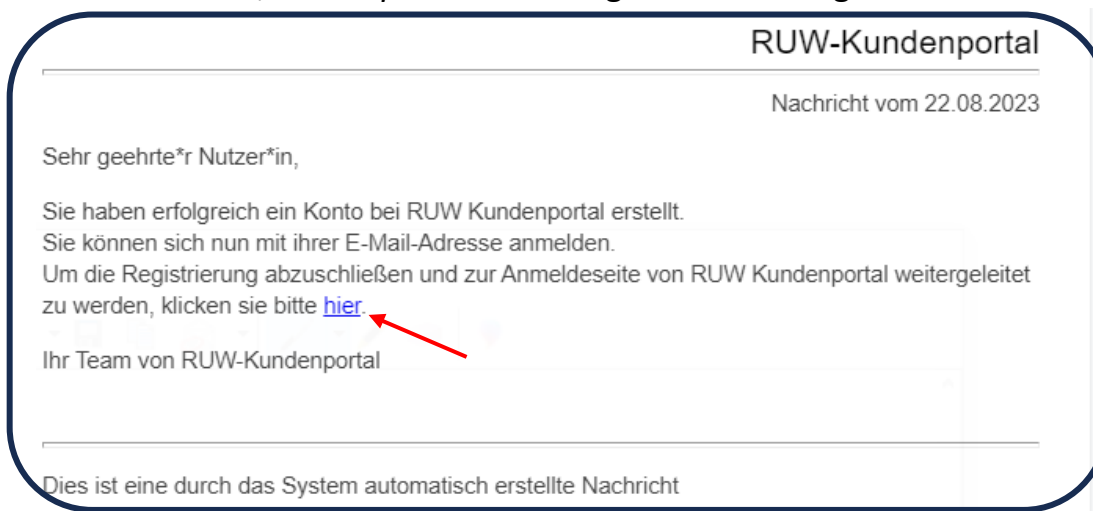 RUW-Kundenportal
Nachricht vom 22.08.2023
Sehr geehrte*r Nutzer*in,
Sie haben erfolgreich ein Konto bei RUW Kundenportal erstellt.
Sie können sich nun mit ihrer E-Mail-Adresse anmelden.
Um die Registrierung abzuschließen und zur Anmeldeseite von RUW Kundenportal weitergeleitet
zu werden, klicken sie bitte hier.
Ihr Team von RUW-Kundenportal
Dies ist eine durch das System automatisch erstellte Nachricht